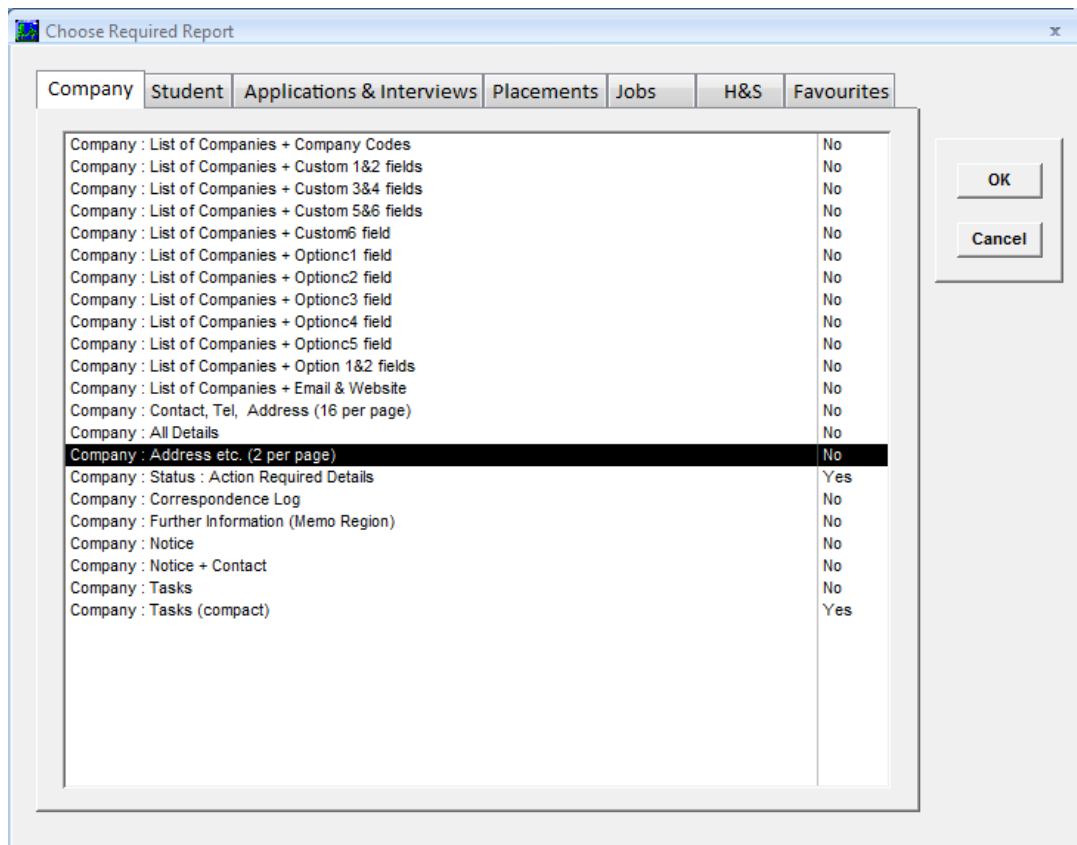 Choose Required Report x
Company Student Applications & Interviews Placements Jobs H&S Favourites
Company : List of Companies + Company Codes No
Company : List of Companies + Custom 1&2 fields No
Company : List of Companies + Custom 3&4 fields No
Company : List of Companies + Custom 5&6 fields No
Company : List of Companies + Custom6 field No
Company : List of Companies + Optionc1 field No
Company : List of Companies + Optionc2 field No
Company : List of Companies + Optionc3 field No
Company : List of Companies + Optionc4 field No
Company : List of Companies + Optionc5 field No
Company : List of Companies + Option 1&2 fields No
Company : List of Companies + Email & Website No
Company : Contact, Tel, Address (16 per page) No
Company : All Details No
Company : Address etc. (2 per page) No
Company : Status : Action Required Details Yes
Company : Correspondence Log No
Company : Further Information (Memo Region) No
Company : Notice No
Company : Notice + Contact No
Company : Tasks No
Company : Tasks (compact) Yes
OK
Cancel